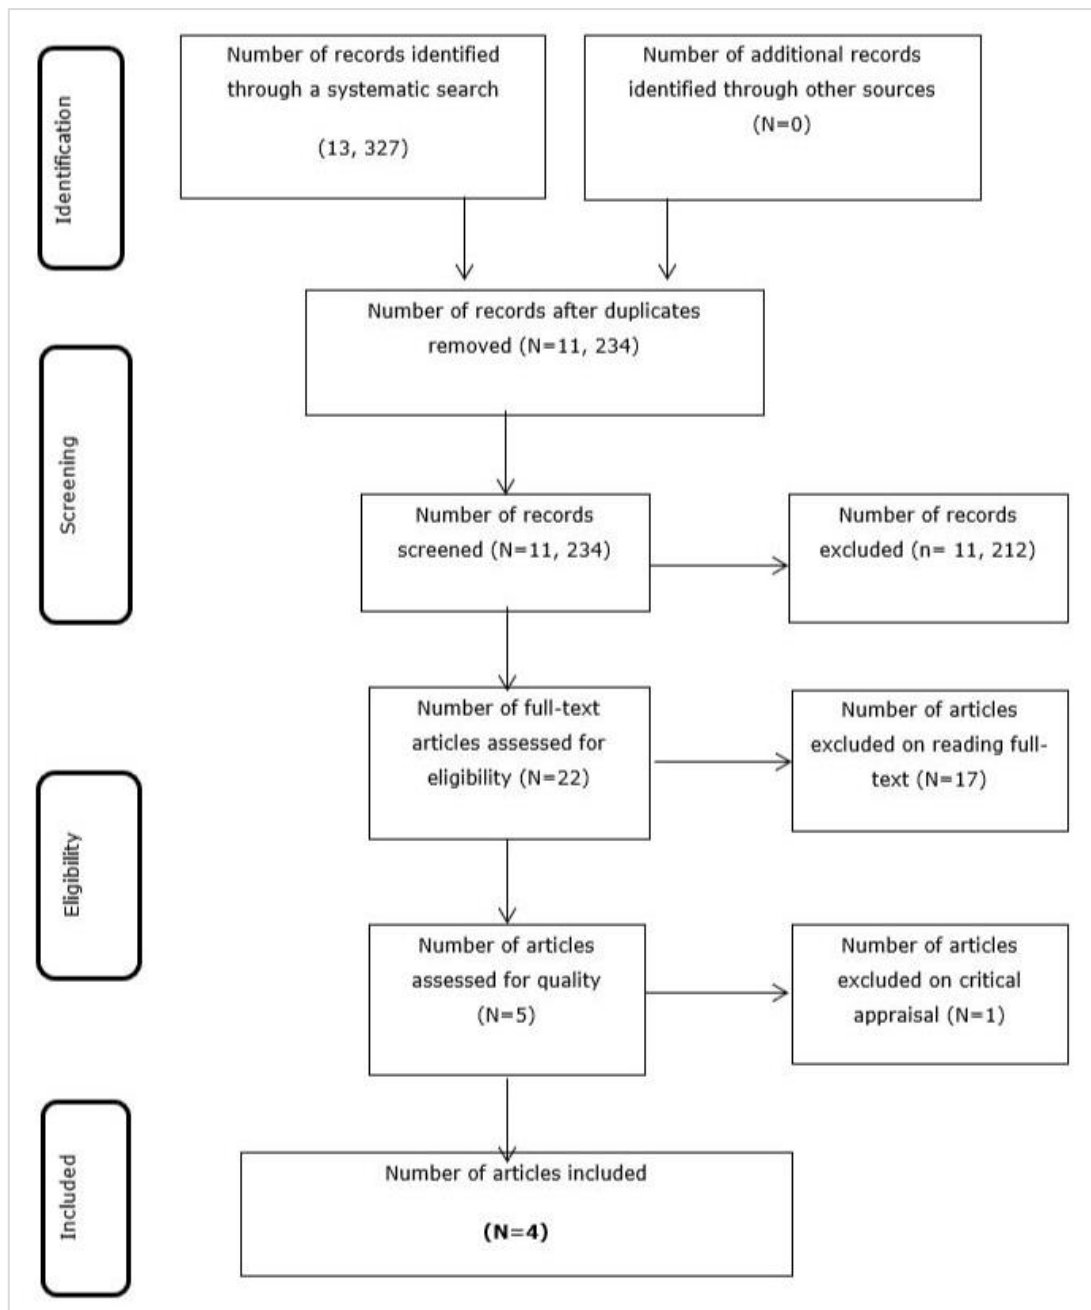 Identification
Number of records identified
through a systematic search
(13, 327)
Number of additional records
identified through other sources
(N=0)
Screening
Number of records after duplicates
removed (N=11, 234)
Number of records
screened (N=11, 234)
Number of records
excluded (n= 11, 212)
Eligibility
Number of full-text
articles assessed for
eligibility (N=22)
Number of articles
excluded on reading full-
text (N=17)
Number of articles
assessed for quality
(N=5)
Number of articles
excluded on critical
appraisal (N=1)
Included
Number of articles included
(N=4)